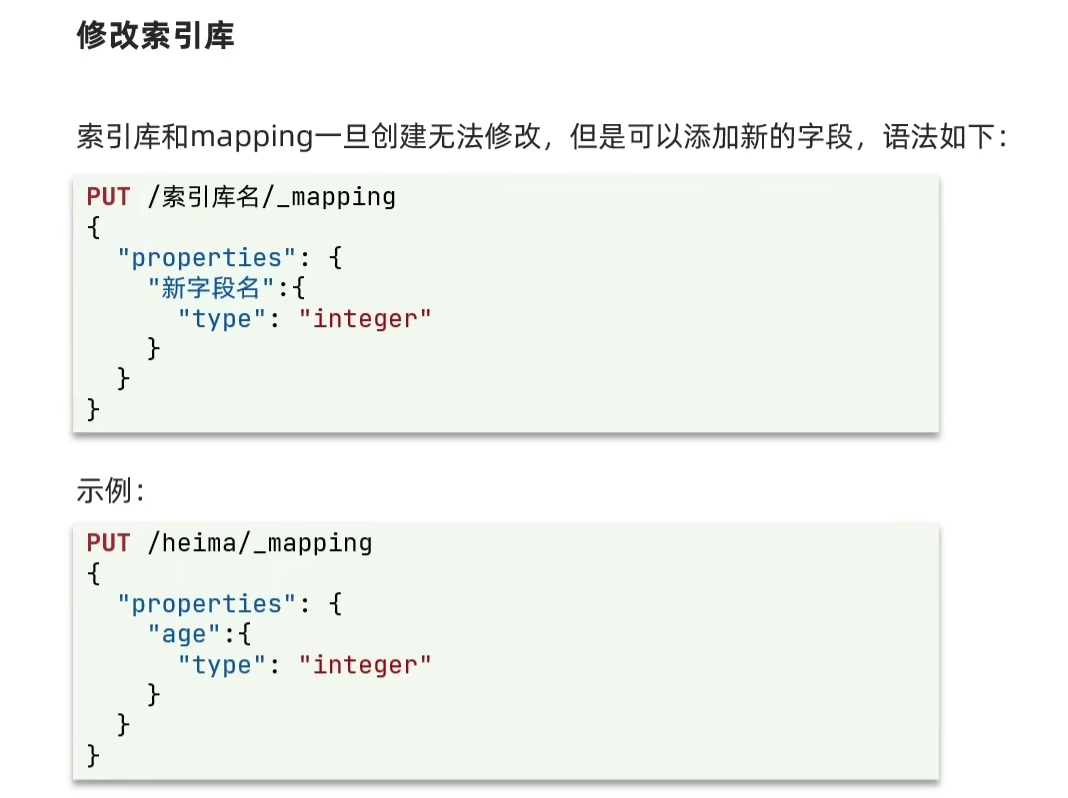 修改索引库
索引库和mapping一旦创建无法修改，但是可以添加新的字段，语法如下：
PUT /索引库名/_mapping
{
  "properties": {
    "新字段名":{
      "type": "integer"
    }
  }
}
示例：
PUT /heima/_mapping
{
  "properties": {
    "age":{
      "type": "integer"
    }
  }
}